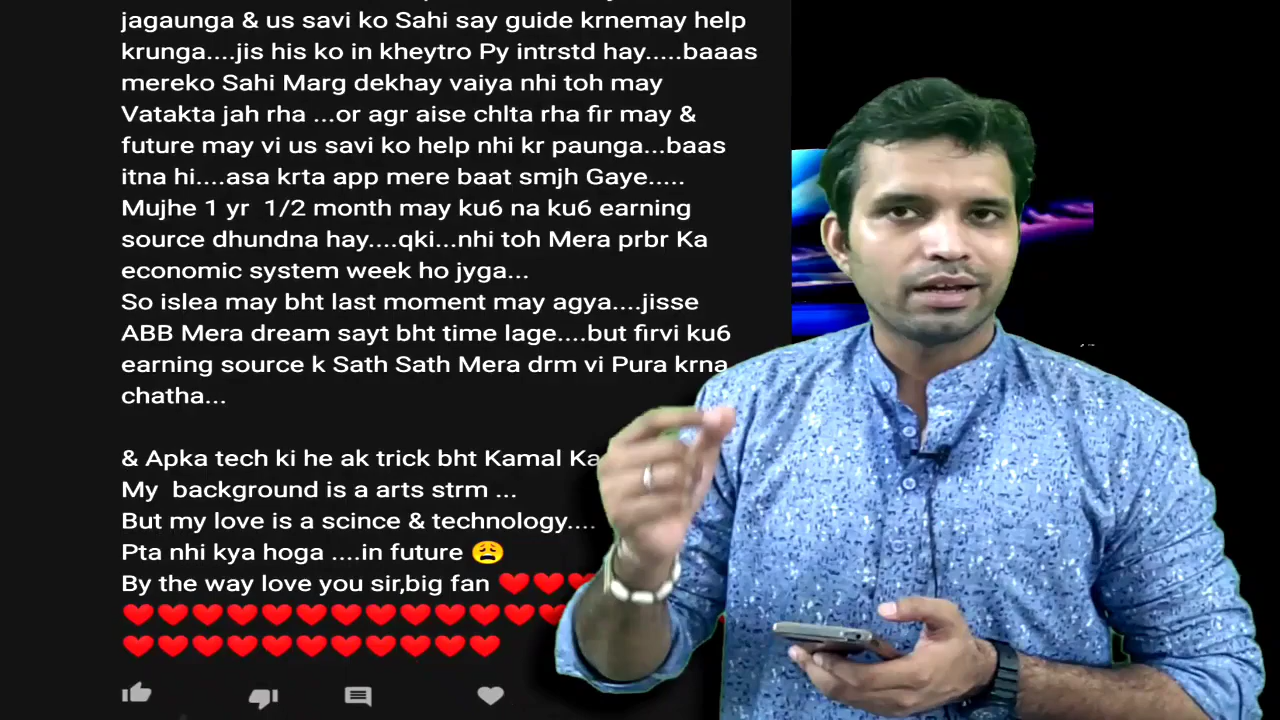 jagaunga & us savi ko Sahi say guide krnemay help
krunga....jis his ko in kheytro Py intrstd hay.....baaas
mereko Sahi Marg dekhay vaiya nhi toh may
Vatakta jah rha ...or agr aise chlta rha fir may &
future may vi us savi ko help nhi kr paunga...baas
itna hi....asa krta app mere baat smjh Gaye.....
Mujhe 1 yr 1/2 month may ku6 na ku6 earning
source dhundna hay....qki...nhi toh Mera prbr Ka
economic system week ho jyga...
So islea may bht last moment may agya....jisse
ABB Mera dream sayt bht time lage....but firvi ku6
earning source k Sath Sath Mera drm vi Pura krna
chatha...
& Apka tech ki he ak trick bht Kamal Ka
My background is a arts strm ...
But my love is a scince & technology....
Pta nhi kya hoga ....in future 😩
By the way love you sir,big fan ❤❤❤
❤❤❤❤❤❤❤❤❤❤❤❤❤
❤❤❤❤❤❤❤❤❤❤❤